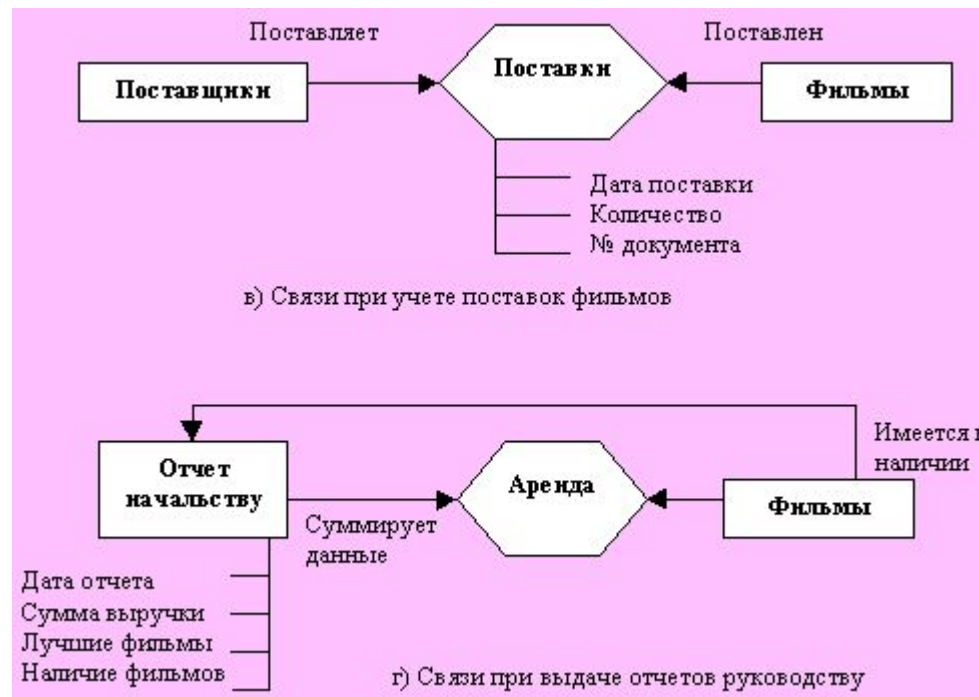 Поставляет
Поставлен
Поставки
Поставщики
Фильмы
Дата поставки
Количество
№ документа
в) Связи при учете поставок фильмов
Имеется
наличии
Отчет
начальству
Аренда
Фильмы
Суммирует
данные
Дата отчета
Сумма выручки
Лучшие фильмы
Наличие фильмов
г) Связи при выдаче отчетов руководству